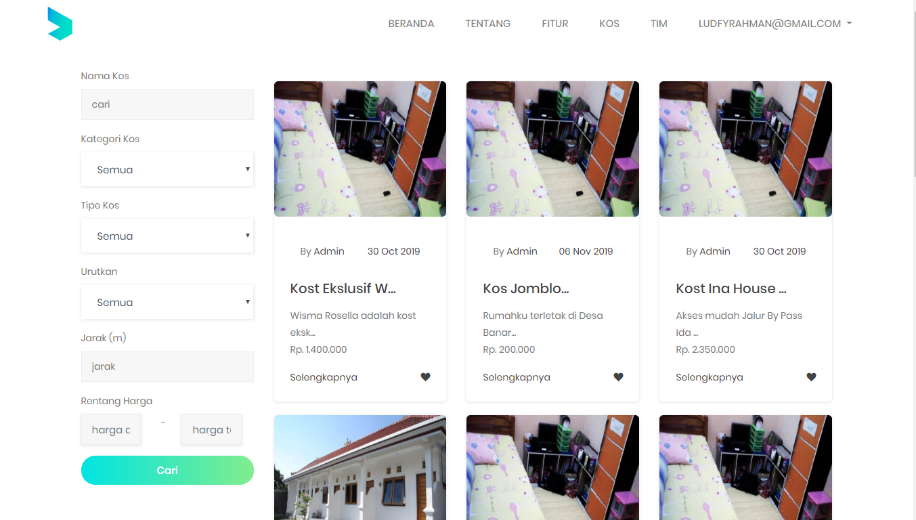 BERANDA TENTANG FITUR KOS TIM LUDFYRAHMAN@GMAIL.COM
Nama Kos
cari
Kategori Kos
Semua
Tipe Kos
Semua
Urutkan
Semua
Jarak (m)
jarak
Rentang Harga
harga c - harga t
Cari
By Admin 30 Oct 2019
Kost Ekslusif W...
Wisma Rosella adalah kost
eksk...
Rp. 1.400.000
Selengkapnya
By Admin 06 Nov 2019
Kos Jomblo...
Rumahku terletak di Desa
Banar...
Rp. 200.000
Selengkapnya
By Admin 30 Oct 2019
Kost Ina House ...
Akses mudah Jalur By Pass
Ida ...
Rp. 2.350.000
Selengkapnya